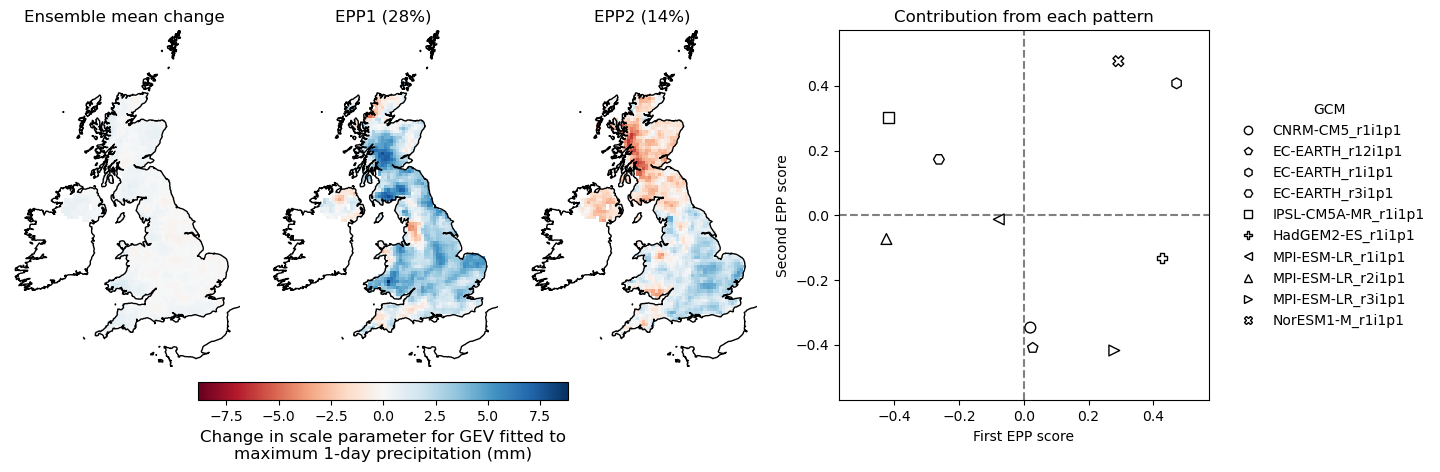 Ensemble mean change
EPP1 (28%)
EPP2 (14%)
−7.5 −5.0 −2.5 0.0 2.5 5.0 7.5
Change in scale parameter for GEV fitted to
maximum 1-day precipitation (mm)
Contribution from each pattern
Second EPP score
0.4
0.2
0.0
−0.2
−0.4
−0.4 −0.2 0.0 0.2 0.4
First EPP score
GCM
CNRM-CM5_r1i1p1
EC-EARTH_r12i1p1
EC-EARTH_r1i1p1
EC-EARTH_r3i1p1
IPSL-CM5A-MR_r1i1p1
HadGEM2-ES_r1i1p1
MPI-ESM-LR_r1i1p1
MPI-ESM-LR_r2i1p1
MPI-ESM-LR_r3i1p1
NorESM1-M_r1i1p1